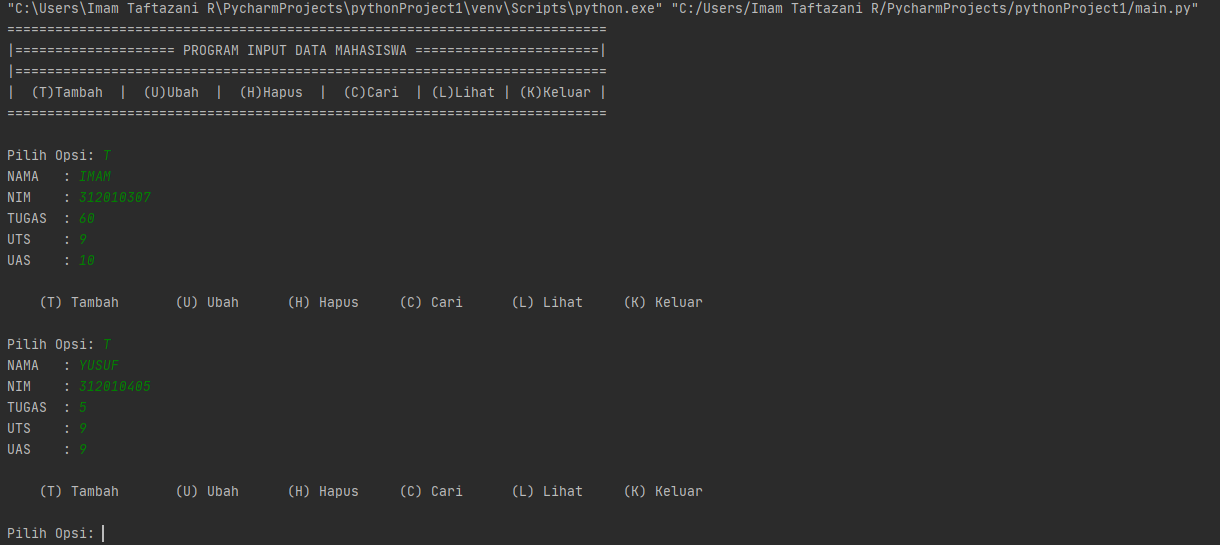 "C:\Users\Imam Taftazani R\PycharmProjects\pythonProject1\venv\Scripts\python.exe" "C:/Users/Imam Taftazani R/PycharmProjects/pythonProject1/main.py"
===========================================================================
|==================== PROGRAM INPUT DATA MAHASISWA =======================|
|==========================================================================
|  (T)Tambah  |  (U)Ubah  |  (H)Hapus  |  (C)Cari  | (L)Lihat | (K)Keluar |
===========================================================================
Pilih Opsi: T
NAMA   : IMAM
NIM    : 312010307
TUGAS  : 60
UTS    : 9
UAS    : 10
    (T) Tambah       (U) Ubah      (H) Hapus     (C) Cari      (L) Lihat     (K) Keluar
Pilih Opsi: T
NAMA   : YUSUF
NIM    : 312010405
TUGAS  : 5
UTS    : 9
UAS    : 9
    (T) Tambah       (U) Ubah      (H) Hapus     (C) Cari      (L) Lihat     (K) Keluar
Pilih Opsi: